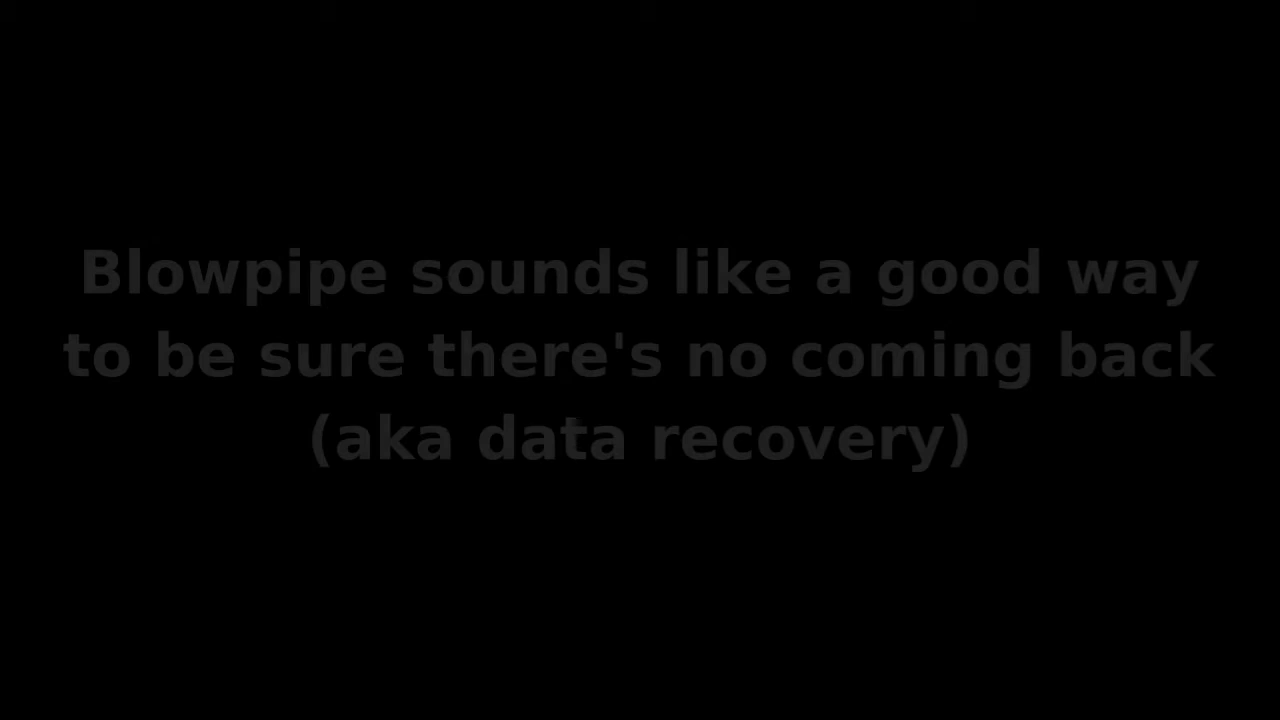 Blowpipe sounds like a good way
to be sure there's no coming back
(aka data recovery)